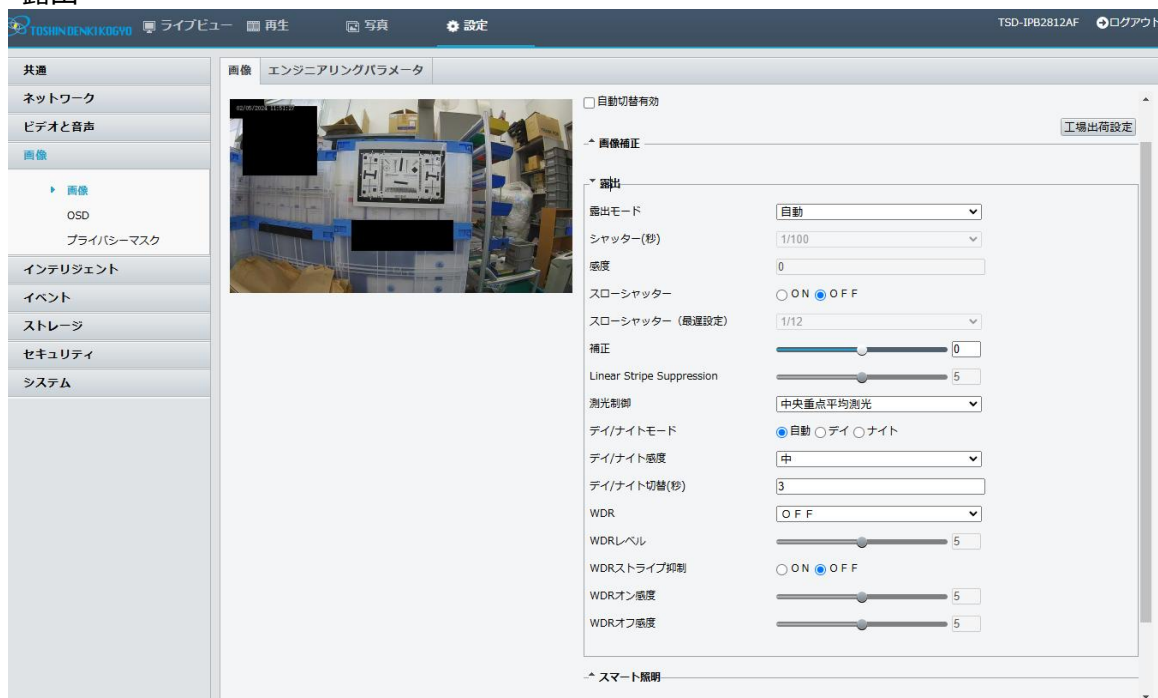 TOSHIN DENKI KOGYO ライブビュー 再生 写真 設定 TSD-IPB2812AF ログアウト
共通
ネットワーク
ビデオと音声
画像
画像
OSD
プライバシーマスク
インテリジェント
イベント
ストレージ
セキュリティ
システム
画像 エンジニアリングパラメータ
02/05/2024 11:51:29
自動切替有効
工場出荷設定
画像補正
露出
露出モード 自動
シャッター(秒) 1/100
感度 0
スローシャッター ON OFF
スローシャッター（最遅設定） 1/12
補正 0
Linear Stripe Suppression 5
測光制御 中央重点平均測光
デイ/ナイトモード 自動 デイ ナイト
デイ/ナイト感度 中
デイ/ナイト切替(秒) 3
WDR OFF
WDRレベル 5
WDRストライプ抑制 ON OFF
WDRオン感度 5
WDRオフ感度 5
スマート照明